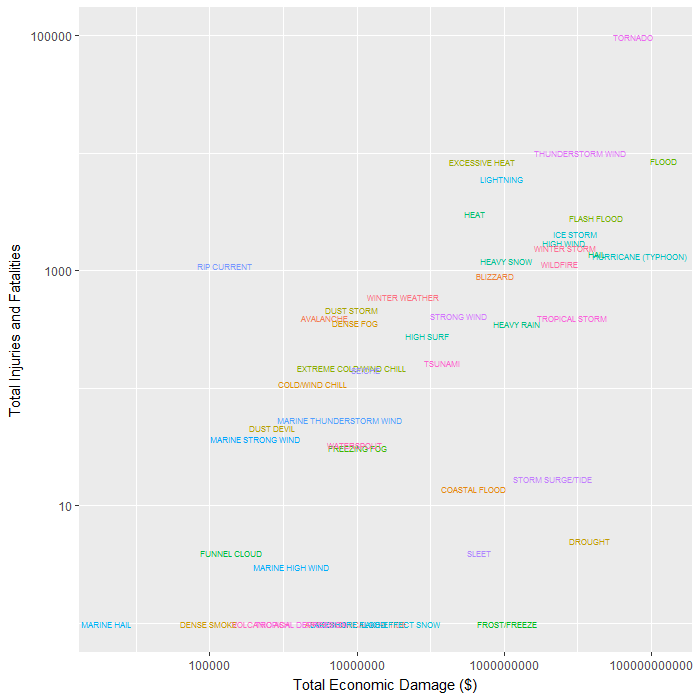 100000
TORNADO
THUNDERSTORM WIND
EXCESSIVE HEAT
FLOOD
LIGHTNING
HEAT
FLASH FLOOD
ICE STORM
HIGH WIND
WINTER STORM
HAIL
HURRICANE (TYPHOON)
HEAVY SNOW
WILDFIRE
RIP CURRENT
1000
BLIZZARD
WINTER WEATHER
DUST STORM
AVALANCHE
DENSE FOG
STRONG WIND
HEAVY RAIN
TROPICAL STORM
HIGH SURF
TSUNAMI
EXTREME COLD/WIND CHILL
SEICHE
COLD/WIND CHILL
MARINE THUNDERSTORM WIND
DUST DEVIL
MARINE STRONG WIND
WATERSPOUT
FREEZING FOG
STORM SURGE/TIDE
COASTAL FLOOD
10
DROUGHT
FUNNEL CLOUD
SLEET
MARINE HIGH WIND
MARINE HAIL
DENSE SMOKE
TROPICAL
SNOW
FROST/FREEZE
100000
10000000
1000000000
100000000000
Total Economic Damage ($)
Total Injuries and Fatalities